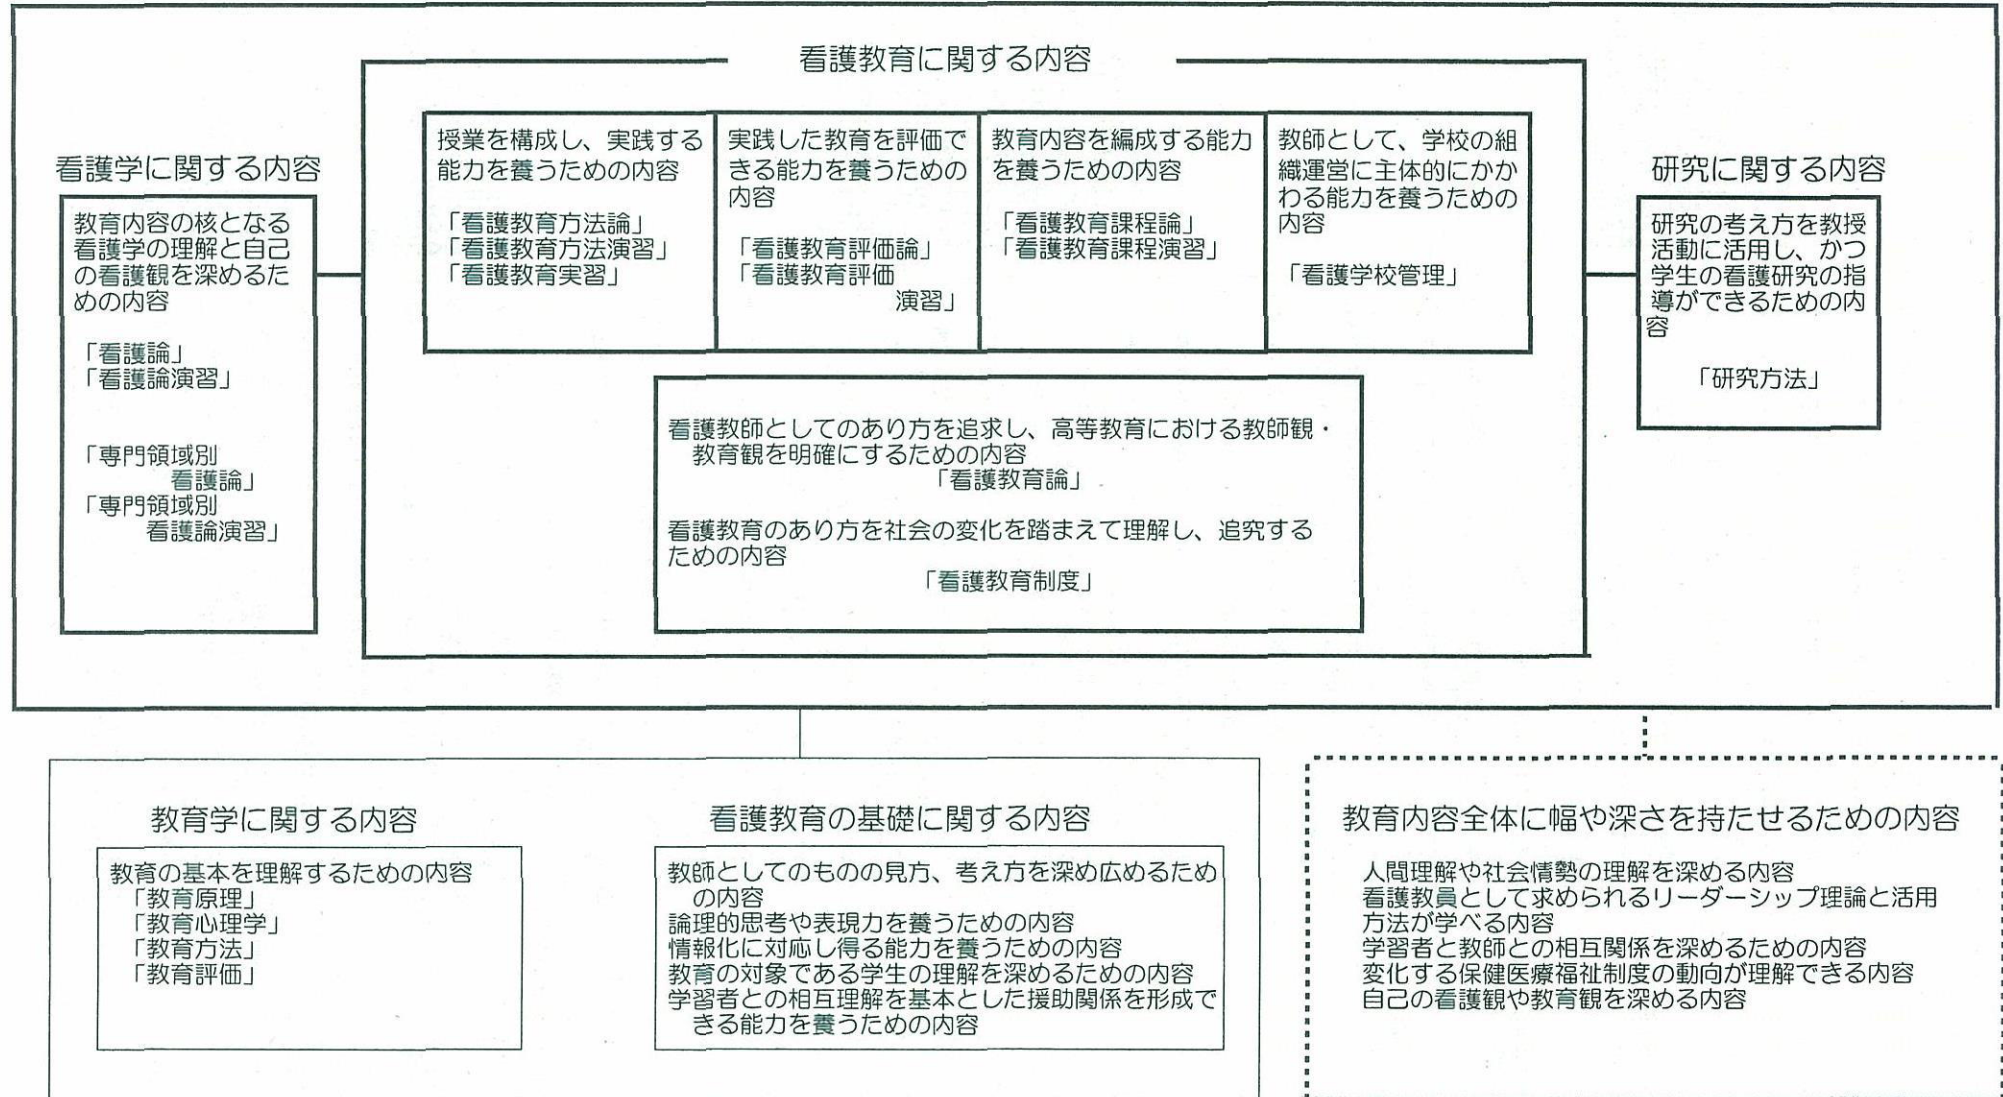 看護教育に関する内容
看護学に関する内容
教育内容の核となる
看護学の理解と自己
の看護観を深めるた
めの内容
「看護論」
「看護論演習」
「専門領域別
看護論」
「専門領域別
看護論演習」
授業を構成し、実践する
能力を養うための内容
「看護教育方法論」
「看護教育方法演習」
「看護教育実習」
実践した教育を評価で
きる能力を養うための
内容
「看護教育評価論」
「看護教育評価
演習」
教育内容を編成する能力
を養うための内容
「看護教育課程論」
「看護教育課程演習」
教師として、学校の組
織運営に主体的にかか
わる能力を養うための
内容
「看護学校管理」
看護教師としてのあり方を追求し、高等教育における教師観・
教育観を明確にするための内容
「看護教育論」
看護教育のあり方を社会の変化を踏まえて理解し、追究する
ための内容
「看護教育制度」
研究に関する内容
研究の考え方を教授
活動に活用し、かつ
学生の看護研究の指
導ができるための内
容
「研究方法」
教育学に関する内容
教育の基本を理解するための内容
「教育原理」
「教育心理学」
「教育方法」
「教育評価」
看護教育の基礎に関する内容
教師としてのものの見方、考え方を深め広めるため
の内容
論理的思考や表現力を養うための内容
情報化に対応し得る能力を養うための内容
教育の対象である学生の理解を深めるための内容
学習者との相互理解を基本とした援助関係を形成で
きる能力を養うための内容
教育内容全体に幅や深さを持たせるための内容
人間理解や社会情勢の理解を深める内容
看護教員として求められるリーダーシップ理論と活用
方法が学べる内容
学習者と教師との相互関係を深めるための内容
変化する保健医療福祉制度の動向が理解できる内容
自己の看護観や教育観を深める内容